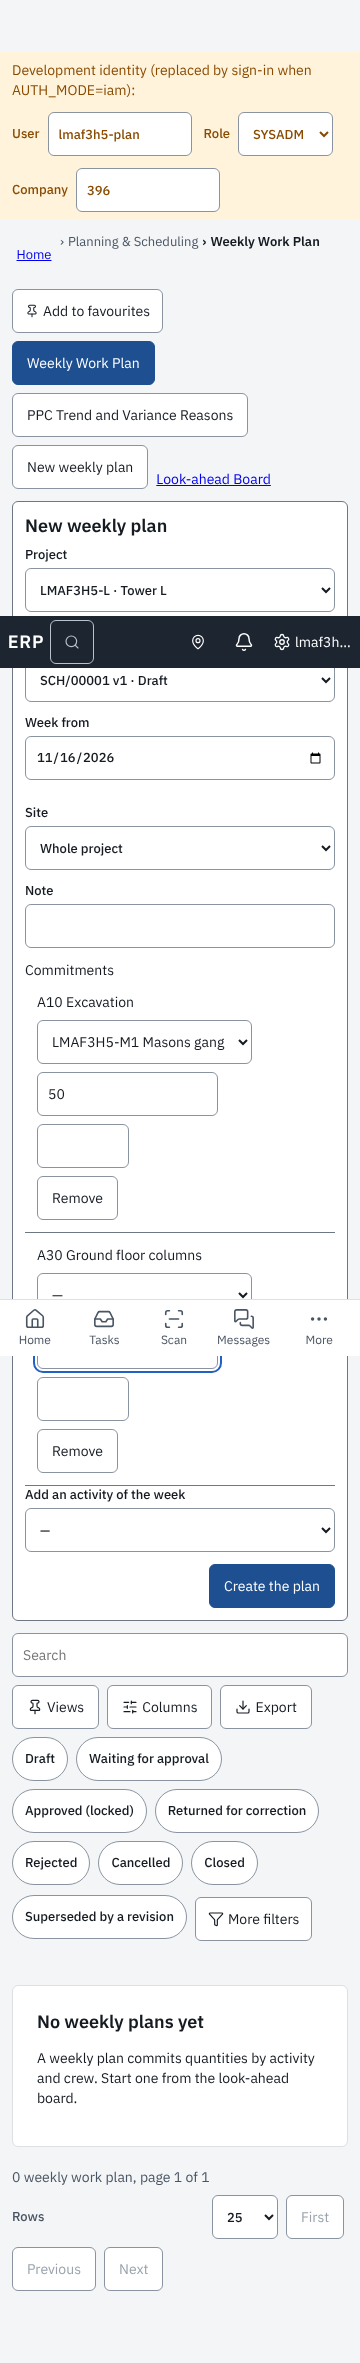 Development identity (replaced by sign-in when
AUTH_MODE=iam):
User lmaf3h5-plan Role SYSADM
Company 396
Home › Planning & Scheduling › Weekly Work Plan
Add to favourites
Weekly Work Plan
PPC Trend and Variance Reasons
New weekly plan Look-ahead Board
New weekly plan
Project
LMAF3H5-L · Tower L
ERP lmaf3h...
SCH/00001 v1 · Draft
Week from
11/16/2026
Site
Whole project
Note
Commitments
A10 Excavation
LMAF3H5-M1 Masons gang
50
Remove
A30 Ground floor columns
—
Home Tasks Scan Messages More
Remove
Add an activity of the week
—
Create the plan
Search
Views Columns Export
Draft Waiting for approval
Approved (locked) Returned for correction
Rejected Cancelled Closed
Superseded by a revision More filters
No weekly plans yet
A weekly plan commits quantities by activity
and crew. Start one from the look-ahead
board.
0 weekly work plan, page 1 of 1
Rows 25 First
Previous Next